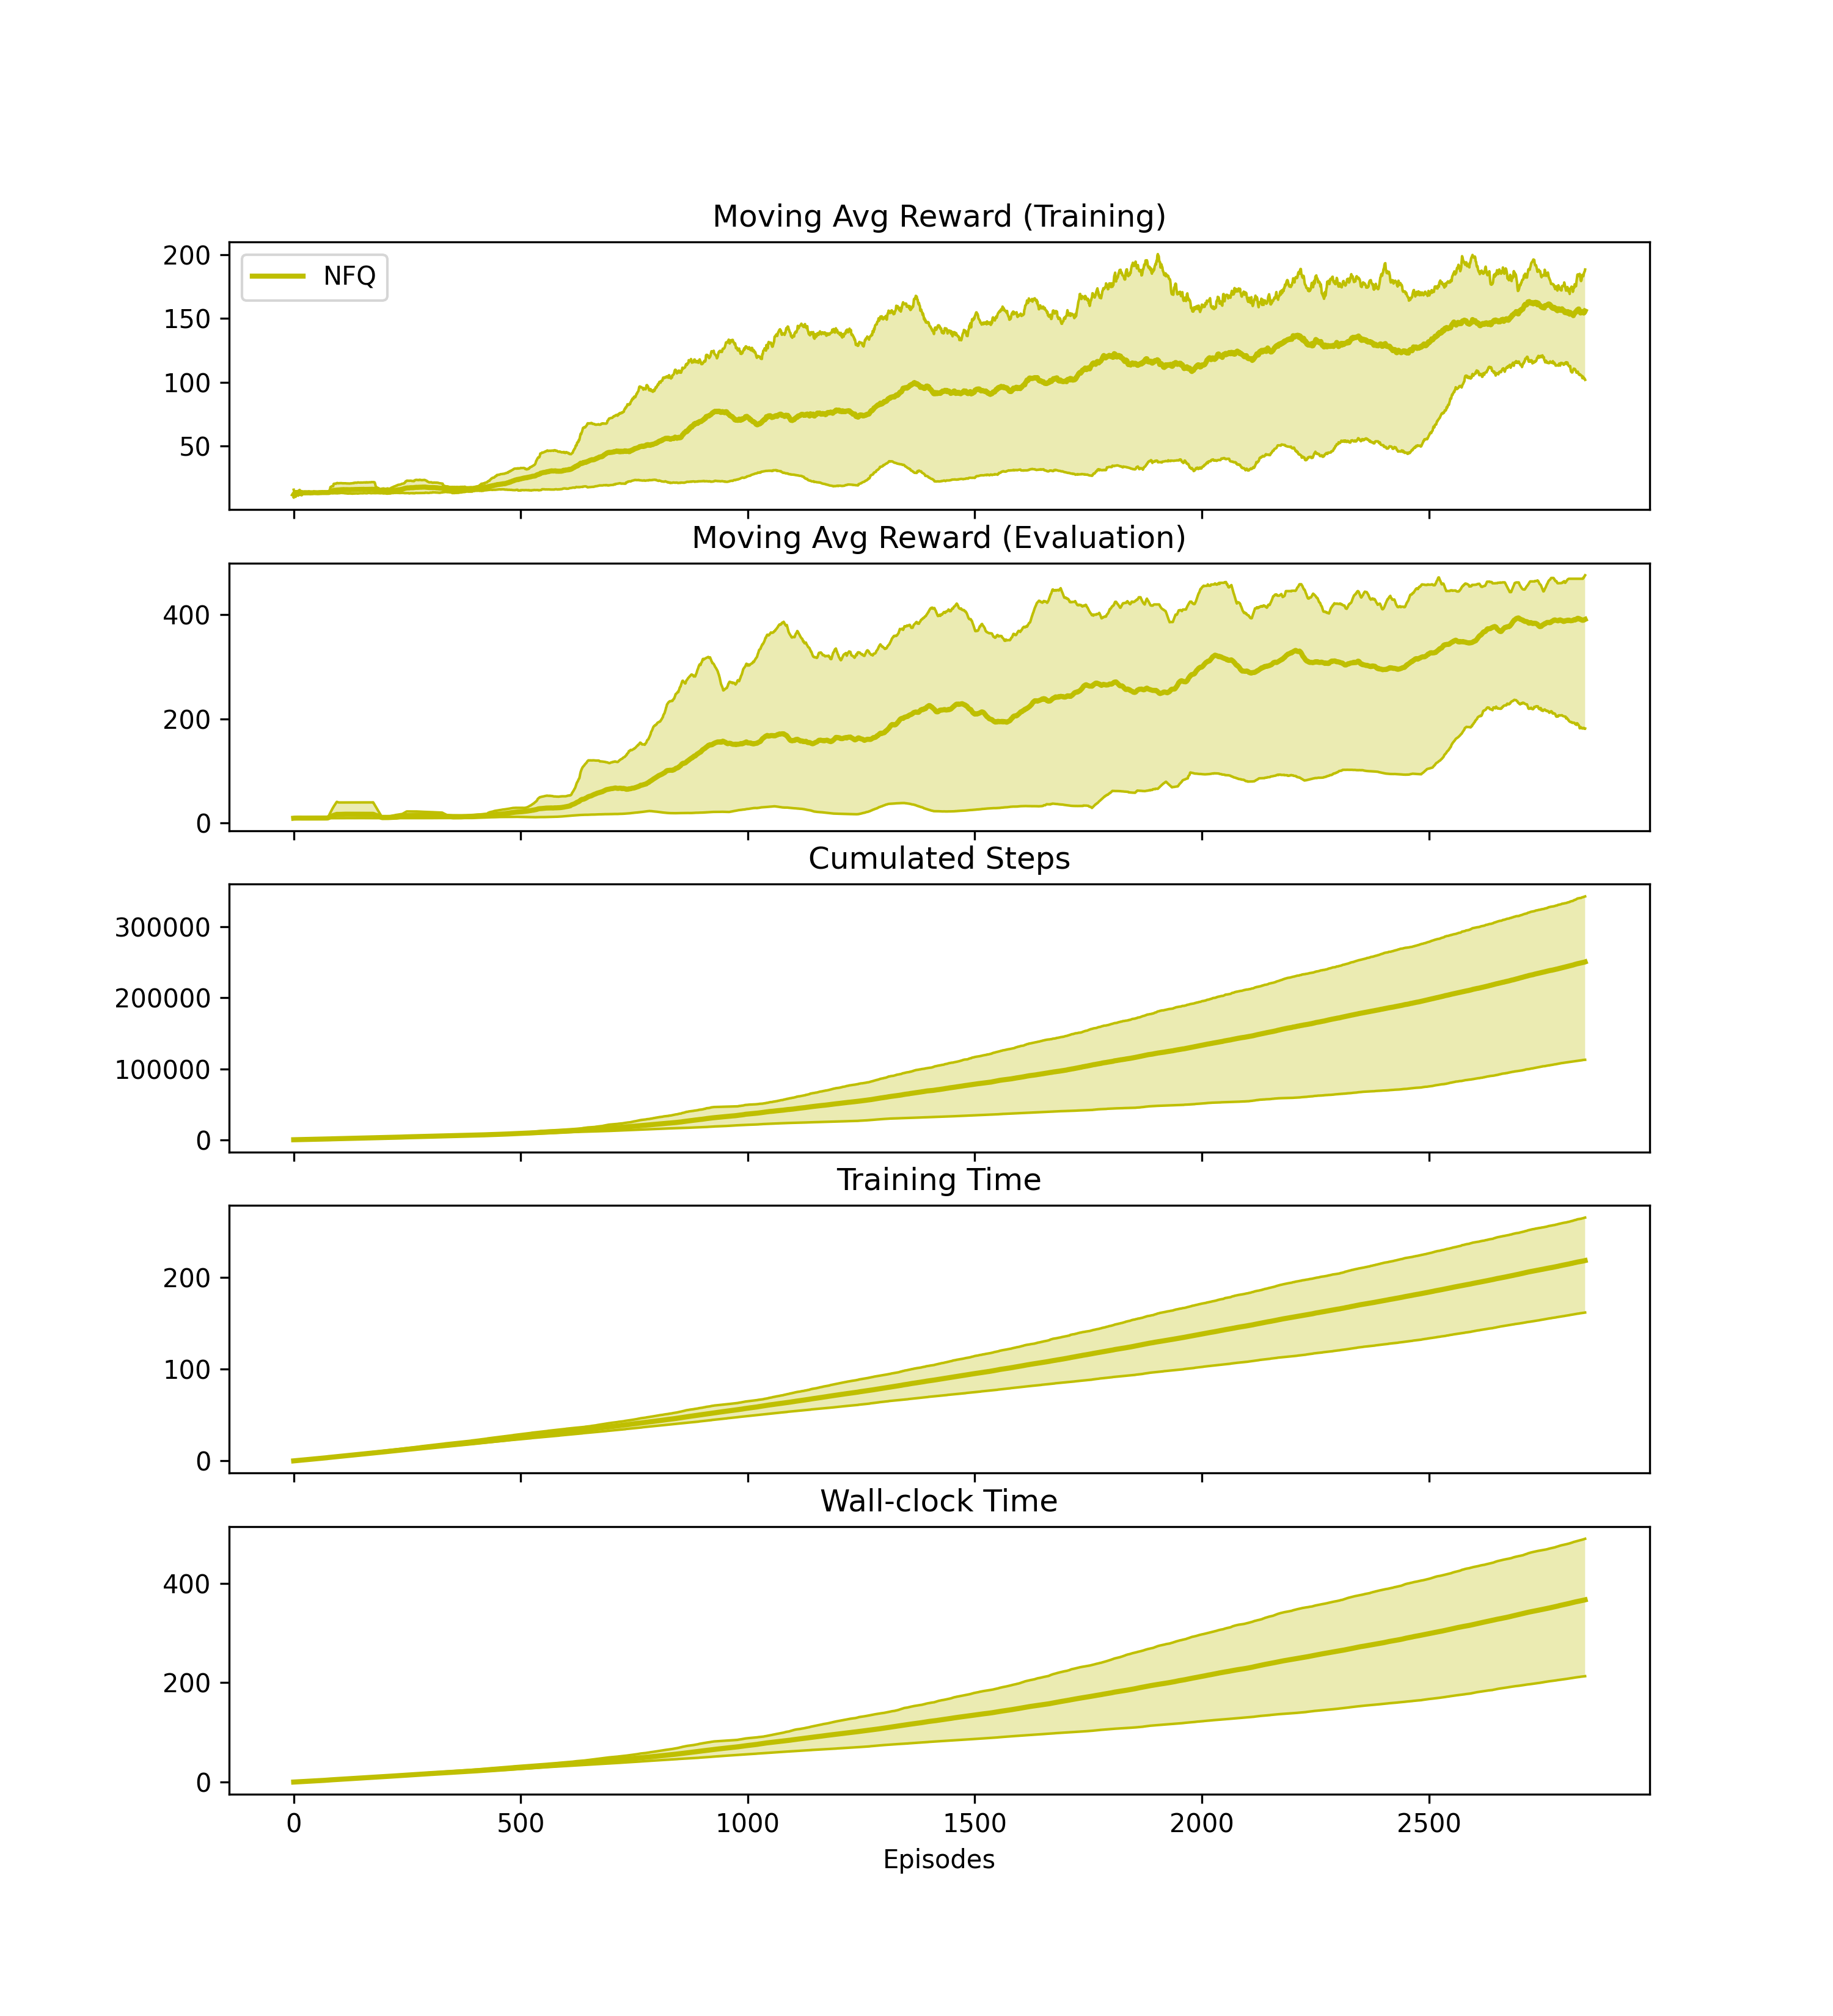 Moving Avg Reward (Training)
200
150
100
50
NFQ
Moving Avg Reward (Evaluation)
400
200
0
Cumulated Steps
300000
200000
100000
0
Training Time
200
100
0
Wall-clock Time
400
200
0
0 500 1000 1500 2000 2500
Episodes